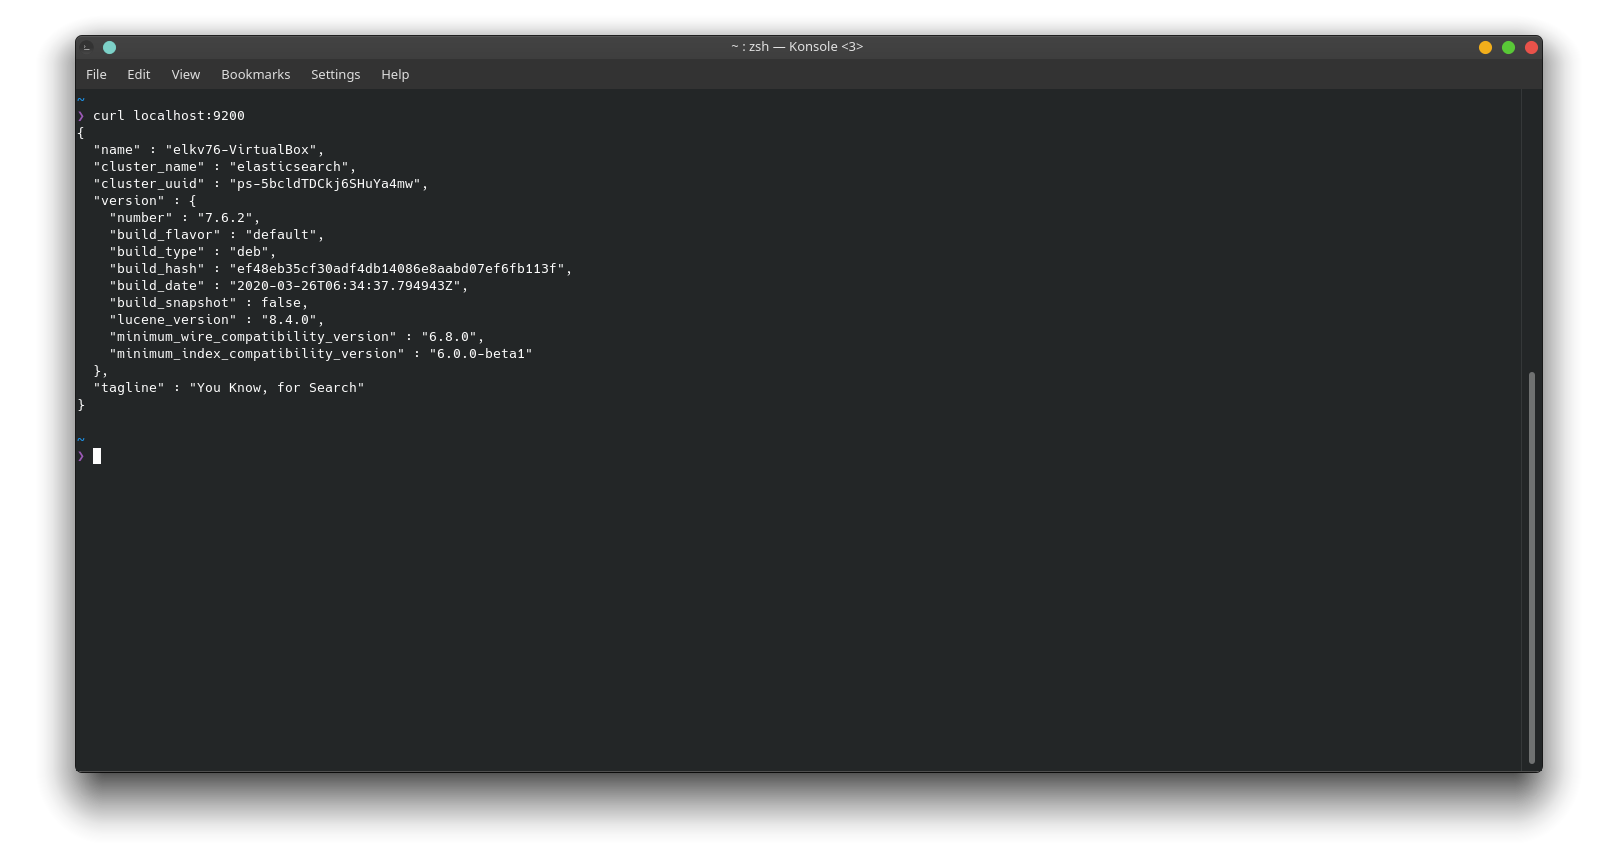 ~ : zsh — Konsole <3>
File Edit View Bookmarks Settings Help
~
❯ curl localhost:9200
{
  "name" : "elkv76-VirtualBox",
  "cluster_name" : "elasticsearch",
  "cluster_uuid" : "ps-5bcldTDCkj6SHuYa4mw",
  "version" : {
    "number" : "7.6.2",
    "build_flavor" : "default",
    "build_type" : "deb",
    "build_hash" : "ef48eb35cf30adf4db14086e8aabd07ef6fb113f",
    "build_date" : "2020-03-26T06:34:37.794943Z",
    "build_snapshot" : false,
    "lucene_version" : "8.4.0",
    "minimum_wire_compatibility_version" : "6.8.0",
    "minimum_index_compatibility_version" : "6.0.0-beta1"
  },
  "tagline" : "You Know, for Search"
}
~
❯